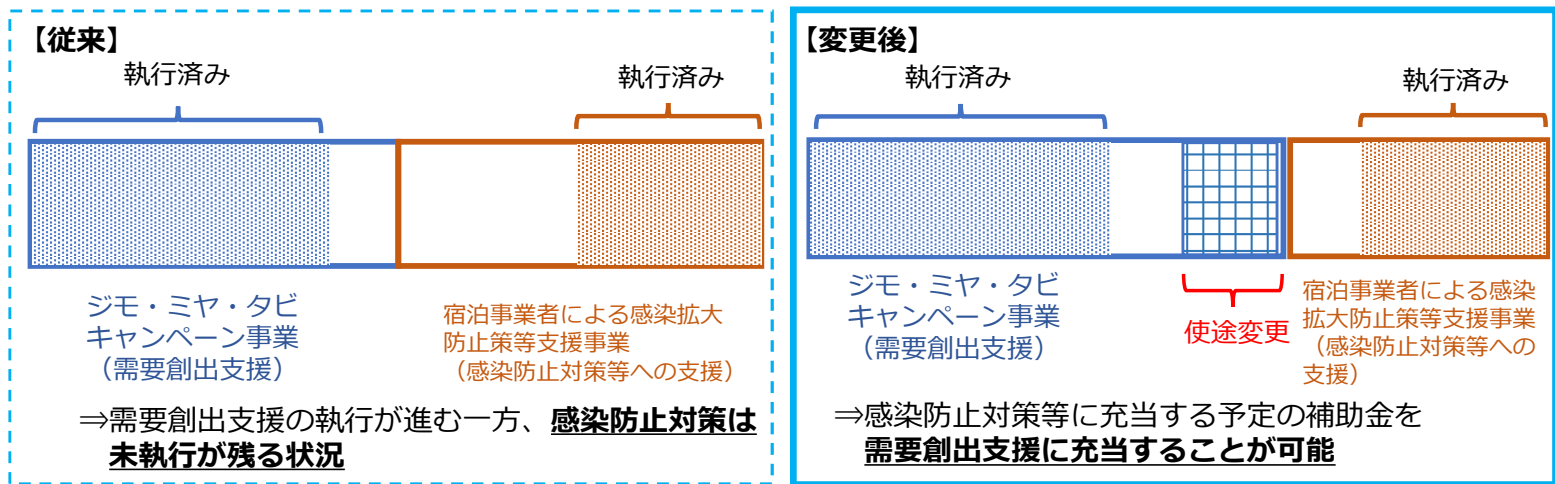 【従来】
執行済み
執行済み
ジモ・ミヤ・タビ
キャンペーン事業
（需要創出支援）
宿泊事業者による感染拡大
防止策等支援事業
（感染防止対策等への支援）
⇒需要創出支援の執行が進む一方、感染防止対策は
未執行が残る状況
【変更後】
執行済み
執行済み
ジモ・ミヤ・タビ
キャンペーン事業
（需要創出支援）
使途変更
宿泊事業者による感染
拡大防止策等支援事業
（感染防止対策等への
支援）
⇒感染防止対策等に充当する予定の補助金を
需要創出支援に充当することが可能